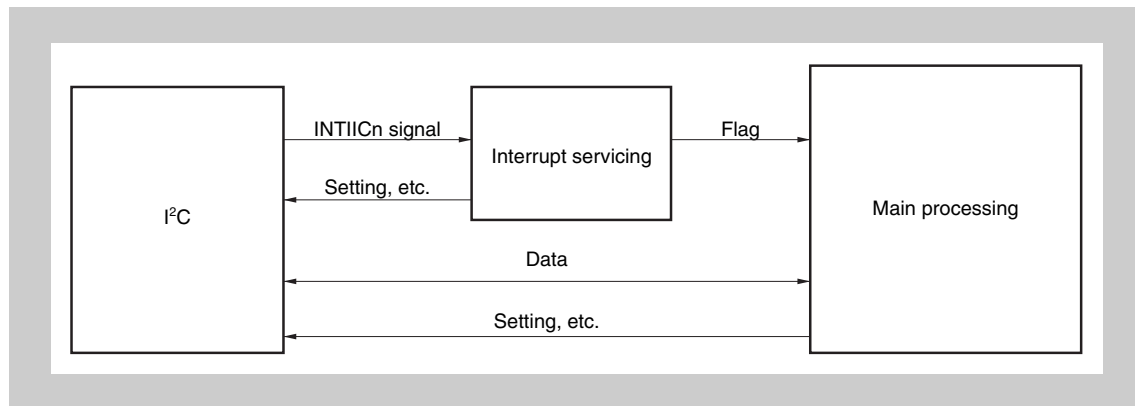 INTIICn signal
Flag
Interrupt servicing
Setting, etc.
I²C
Main processing
Data
Setting, etc.